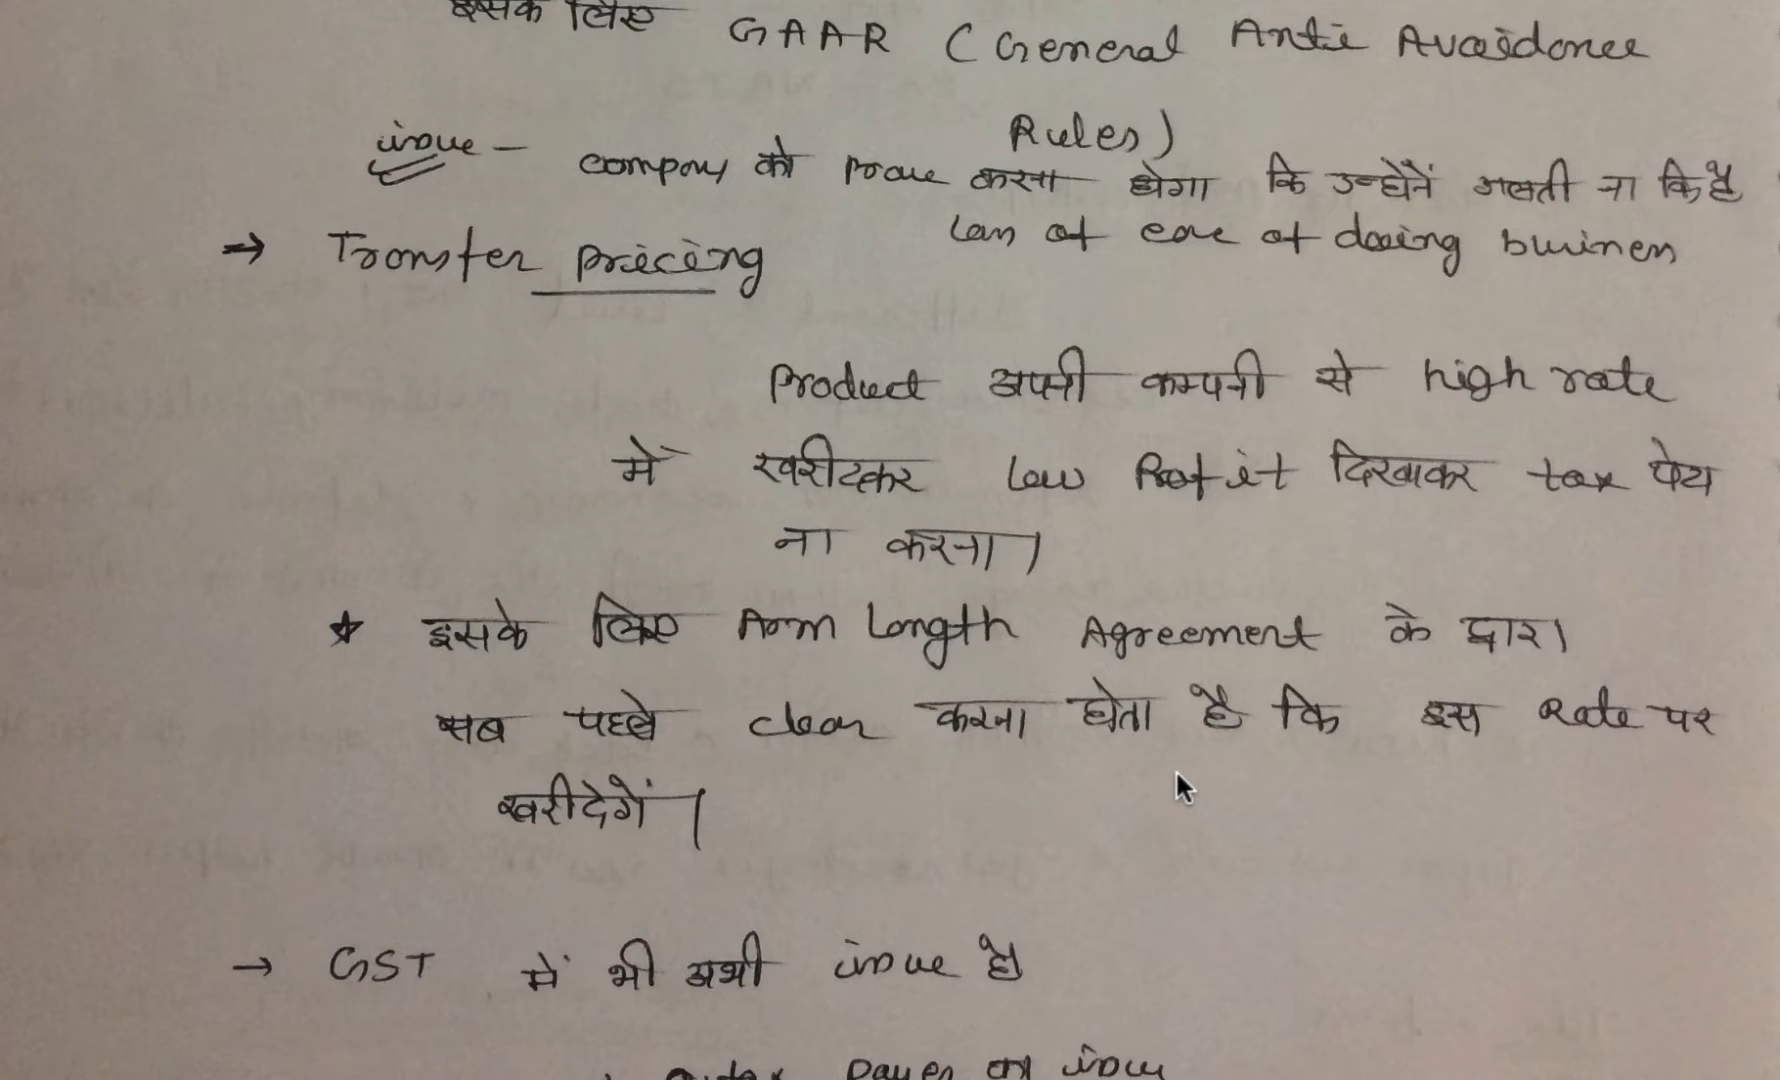 इसके लिए GAAR (General Anti Avoidance Rules)
issue – company को prove करना होगा कि उन्होनें गलती ना कि है
Law of ease of doing business
→ Transfer pricing
Product अपनी कम्पनी से high rate
में खरीदकर low Profit दिखाकर tax पेय
ना करना।
★ इसके लिए Arm Length Agreement के द्वारा
सब पहले clear करना होता है कि इस Rate पर
खरीदेगें।
→ GST में भी अभी issue है
payer का issue